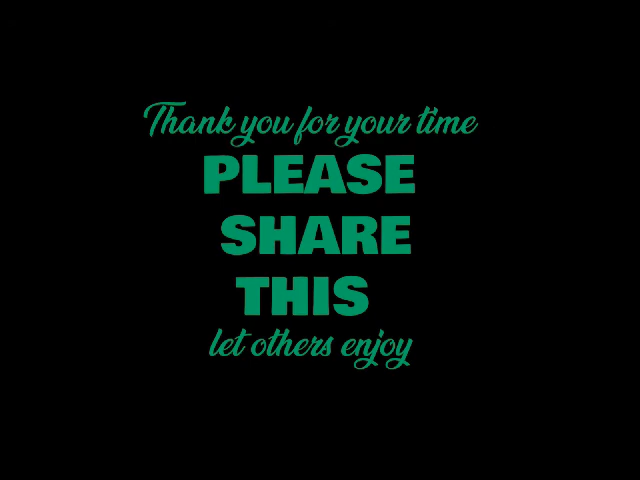 Thank you for your time
PLEASE
SHARE
THIS
let others enjoy